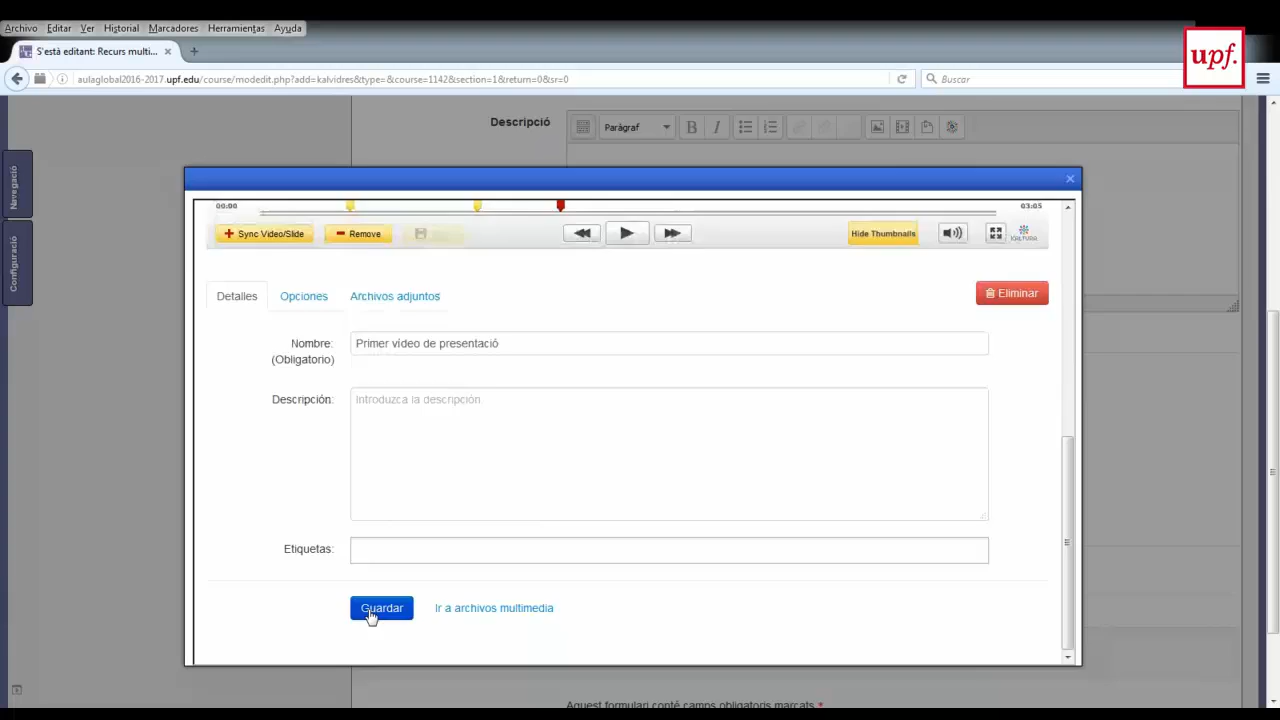 Archivo Editar Ver Historial Marcadores Herramientas Ayuda
S'està editant: Recurs multi...
upf.
aulaglobal2016-2017.upf.edu/course/modedit.php?add=kalvidres&type=&course=1142&section=1&return=0&sr=0
Buscar
Descripció
Paràgraf
B I
Navegació
Configuració
00:00
03:05
Sync Video/Slide
Remove
Hide Thumbnails
KALTURA
Detalles
Opciones
Archivos adjuntos
Eliminar
Nombre:
(Obligatorio)
Primer vídeo de presentació
Descripción:
Introduzca la descripción
Etiquetas:
Guardar
Ir a archivos multimedia
Aquest formulari conté camps obligatoris marcats *